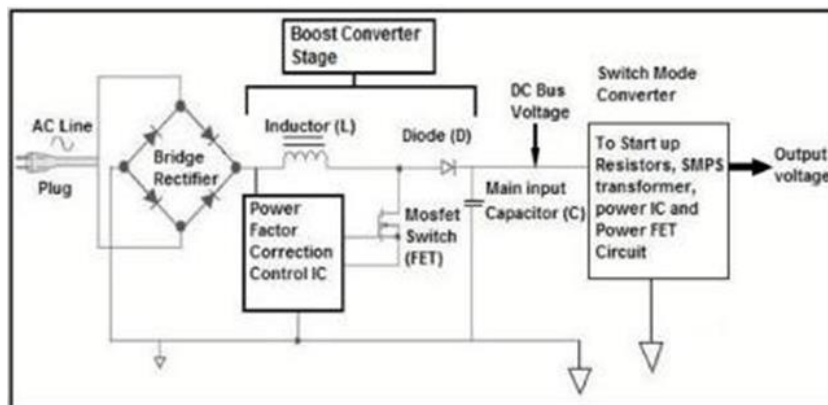 Boost Converter
Stage
AC Line
Plug
Bridge
Rectifier
Inductor (L)
Diode (D)
DC Bus
Voltage
Switch Mode
Converter
Power
Factor
Correction
Control IC
Mosfet
Switch
(FET)
Main input
Capacitor (C)
To Start up
Resistors, SMPS
transformer,
power IC and
Power FET
Circuit
Output
voltage